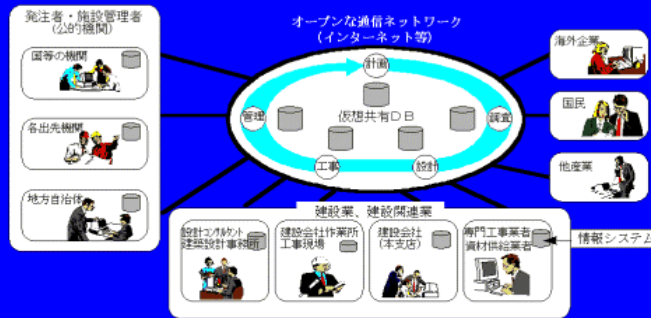 発注者・施設管理者
(公的機関)
国等の機関
各出先機関
地方自治体
オープンな通信ネットワーク
(インターネット等)
計画
管理
仮想共有DB
調査
工事
設計
海外企業
国民
他産業
建設業、建設関連業
設計コンサルタント
建築設計事務所
建設会社作業所
工事現場
建設会社
(本支店)
専門工事業者
資材供給業者
情報システム